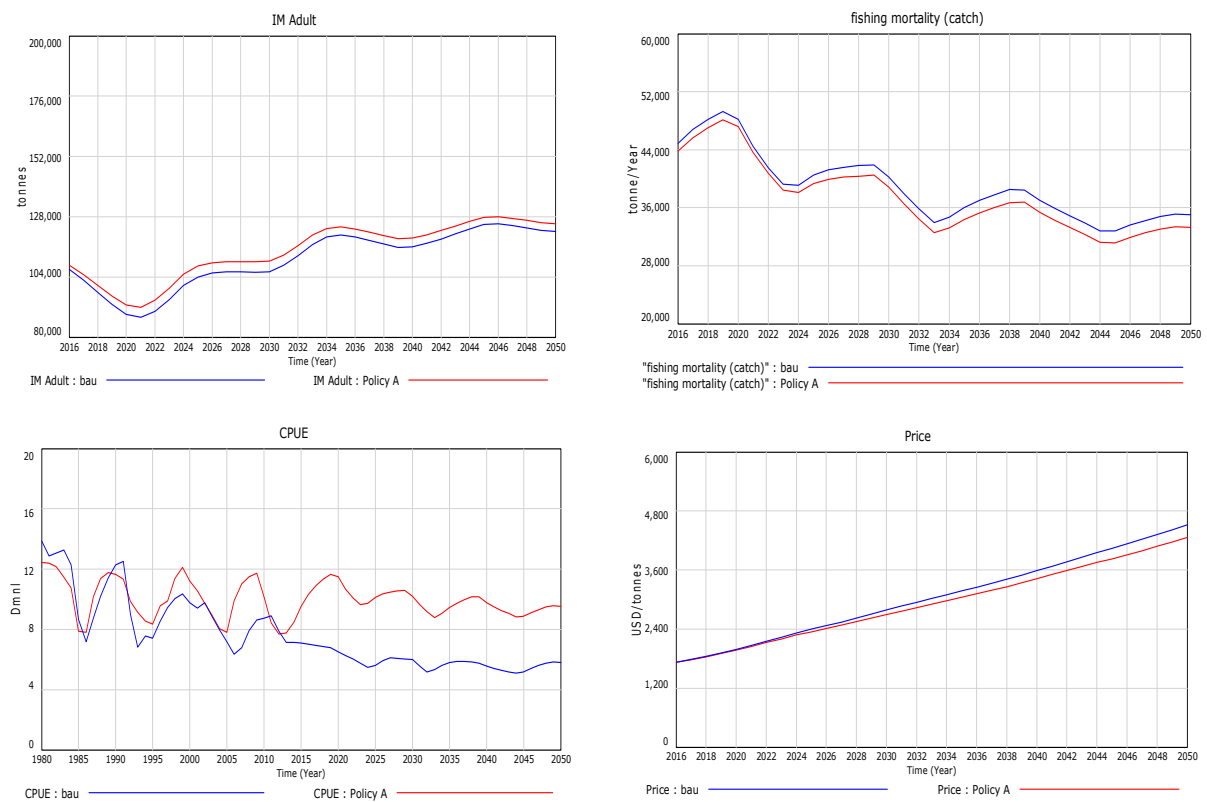 IM Adult
200,000
176,000
152,000
128,000
104,000
80,000
tonnes
2016 2018 2020 2022 2024 2026 2028 2030 2032 2034 2036 2038 2040 2042 2044 2046 2048 2050
Time (Year)
IM Adult : bau
IM Adult : Policy A
fishing mortality (catch)
60,000
52,000
44,000
36,000
28,000
20,000
tonne/Year
2016 2018 2020 2022 2024 2026 2028 2030 2032 2034 2036 2038 2040 2042 2044 2046 2048 2050
Time (Year)
"fishing mortality (catch)" : bau
"fishing mortality (catch)" : Policy A
CPUE
20
16
12
8
4
0
Dmnl
1980 1985 1990 1995 2000 2005 2010 2015 2020 2025 2030 2035 2040 2045 2050
Time (Year)
CPUE : bau
CPUE : Policy A
Price
6,000
4,800
3,600
2,400
1,200
0
USD/tonnes
2016 2018 2020 2022 2024 2026 2028 2030 2032 2034 2036 2038 2040 2042 2044 2046 2048 2050
Time (Year)
Price : bau
Price : Policy A